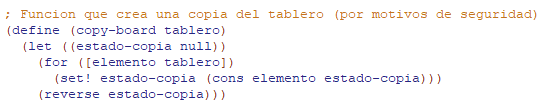 ; Funcion que crea una copia del tablero (por motivos de seguridad)
(define (copy-board tablero)
  (let ((estado-copia null))
    (for ([elemento tablero])
      (set! estado-copia (cons elemento estado-copia)))
    (reverse estado-copia)))